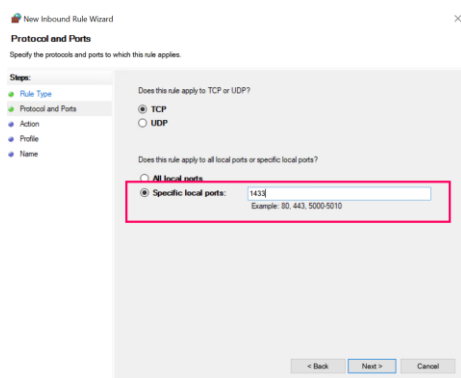 New Inbound Rule Wizard
Protocol and Ports
Specify the protocols and ports to which this rule applies.
Steps:
Rule Type
Protocol and Ports
Action
Profile
Name
Does this rule apply to TCP or UDP?
TCP
UDP
Does this rule apply to all local ports or specific local ports?
All local ports
Specific local ports:
1433
Example: 80, 443, 5000-5010
< Back
Next >
Cancel